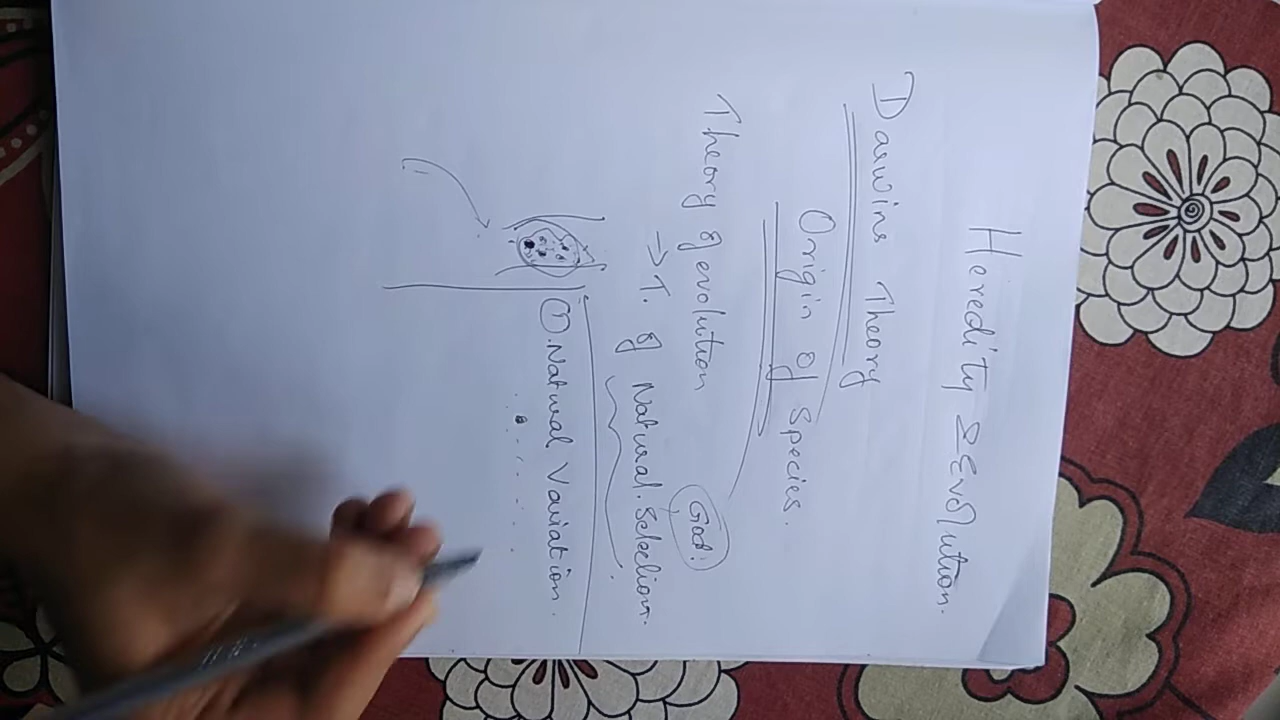 Heredity & Evolution.
Darwins Theory
Origin of Species.
God.
Theory of evolution
→ T. of Natural. Selection.
① Natural Variation.